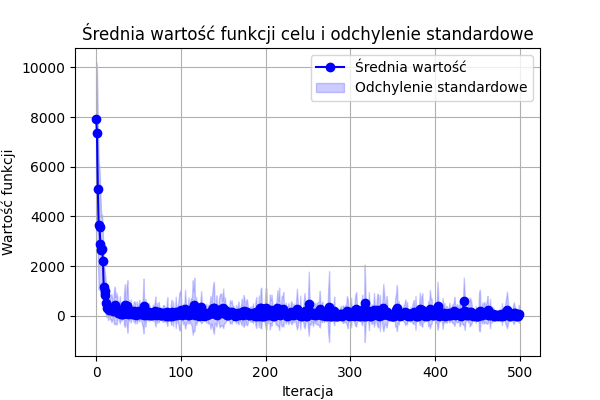 Średnia wartość funkcji celu i odchylenie standardowe
Średnia wartość
Odchylenie standardowe
Wartość funkcji
10000
8000
6000
4000
2000
0
0 100 200 300 400 500
Iteracja